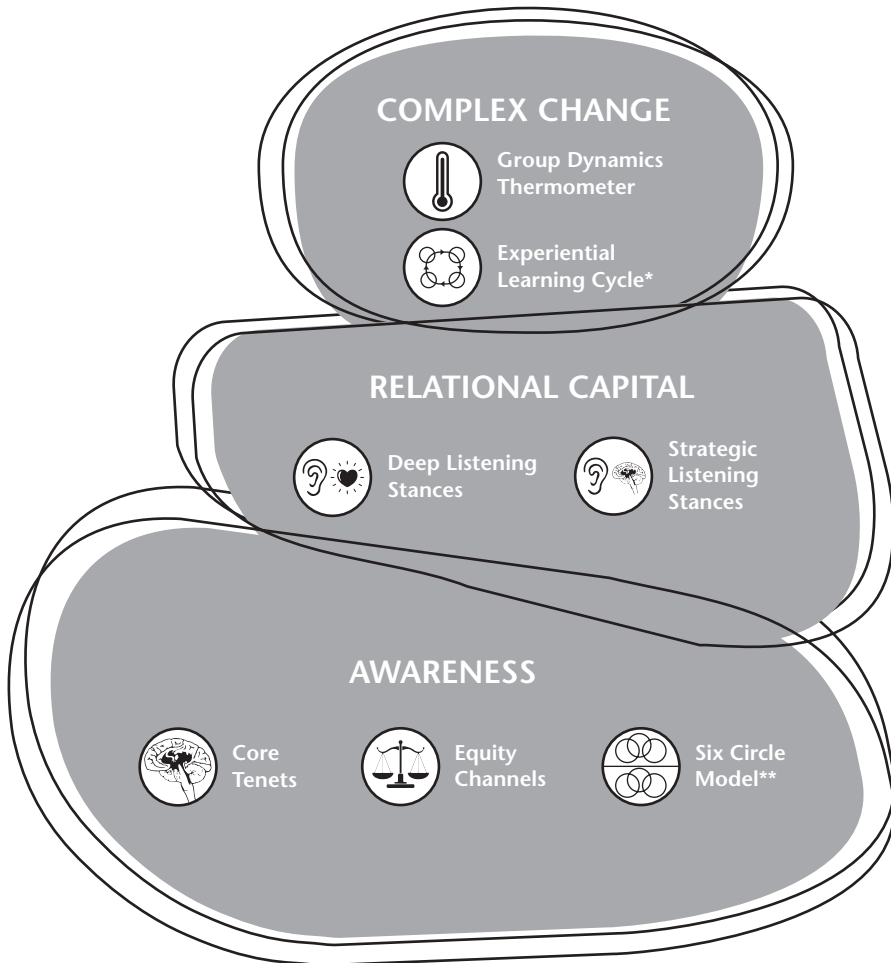 COMPLEX CHANGE
Group Dynamics
Thermometer
Experiential
Learning Cycle*
RELATIONAL CAPITAL
Deep Listening
Stances
Strategic
Listening
Stances
AWARENESS
Core
Tenets
Equity
Channels
Six Circle
Model**